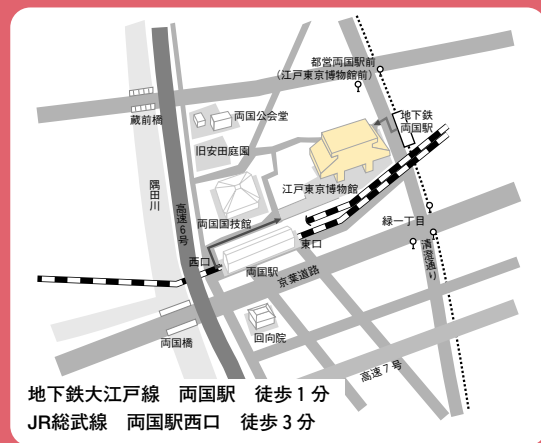 都営両国駅前
（江戸東京博物館前）
地下鉄
両国駅
蔵前橋
両国公会堂
旧安田庭園
江戸東京博物館
隅田川
高速6号
両国国技館
緑一丁目
東口
西口
両国駅
京葉道路
清澄通り
両国橋
回向院
高速7号
地下鉄大江戸線　両国駅　徒歩1分
JR総武線　両国駅西口　徒歩3分